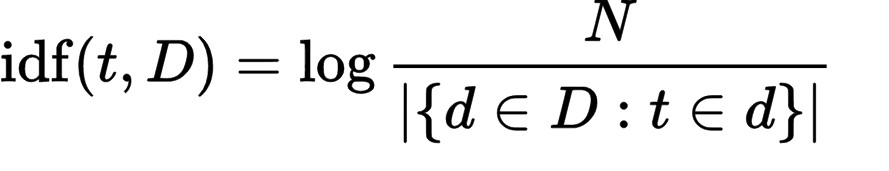 idf(t, D) = log N / |{d ∈ D : t ∈ d}|